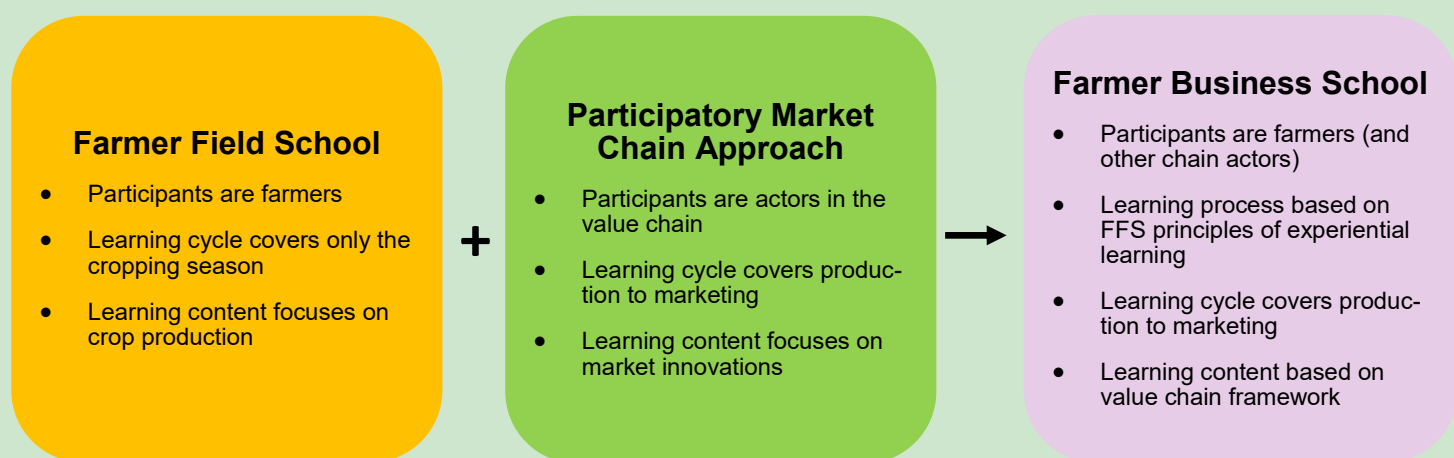 Farmer Field School
• Participants are farmers
• Learning cycle covers only the
cropping season
• Learning content focuses on
crop production
+
Participatory Market
Chain Approach
• Participants are actors in the
value chain
• Learning cycle covers produc-
tion to marketing
• Learning content focuses on
market innovations
Farmer Business School
• Participants are farmers (and
other chain actors)
• Learning process based on
FFS principles of experiential
learning
• Learning cycle covers produc-
tion to marketing
• Learning content based on
value chain framework